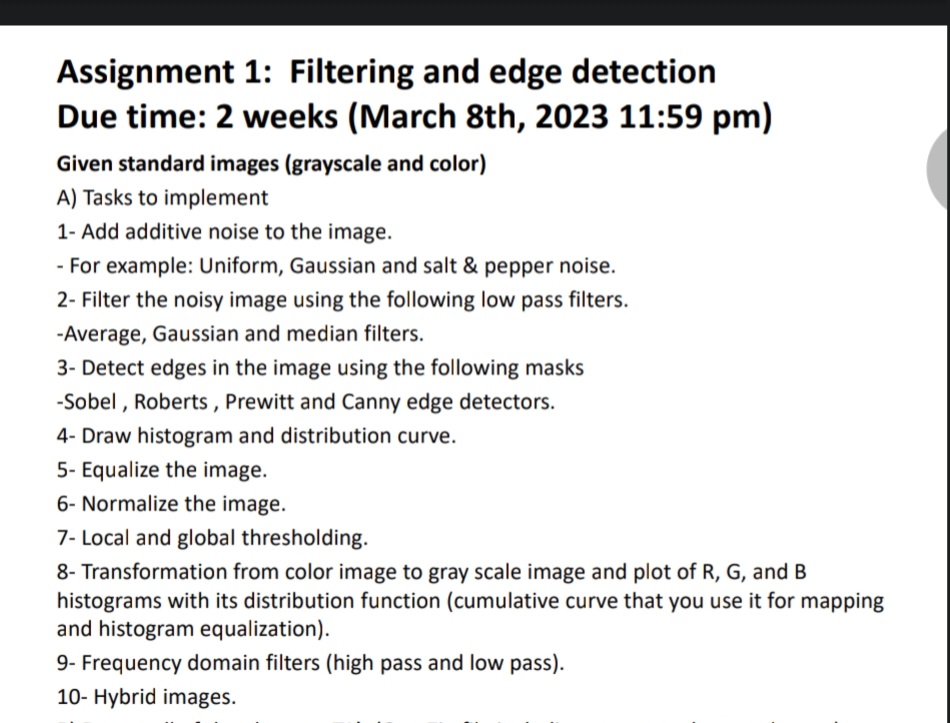 Assignment 1:  Filtering and edge detection
Due time: 2 weeks (March 8th, 2023 11:59 pm)
Given standard images (grayscale and color)
A) Tasks to implement
1- Add additive noise to the image.
- For example: Uniform, Gaussian and salt & pepper noise.
2- Filter the noisy image using the following low pass filters.
-Average, Gaussian and median filters.
3- Detect edges in the image using the following masks
-Sobel , Roberts , Prewitt and Canny edge detectors.
4- Draw histogram and distribution curve.
5- Equalize the image.
6- Normalize the image.
7- Local and global thresholding.
8- Transformation from color image to gray scale image and plot of R, G, and B
histograms with its distribution function (cumulative curve that you use it for mapping
and histogram equalization).
9- Frequency domain filters (high pass and low pass).
10- Hybrid images.